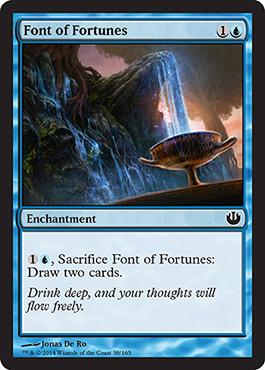 Font of Fortunes 1
Enchantment
1, Sacrifice Font of Fortunes:
Draw two cards.
Drink deep, and your thoughts will
flow freely.
Jonas De Ro
™ & © 2014 Wizards of the Coast 38/165